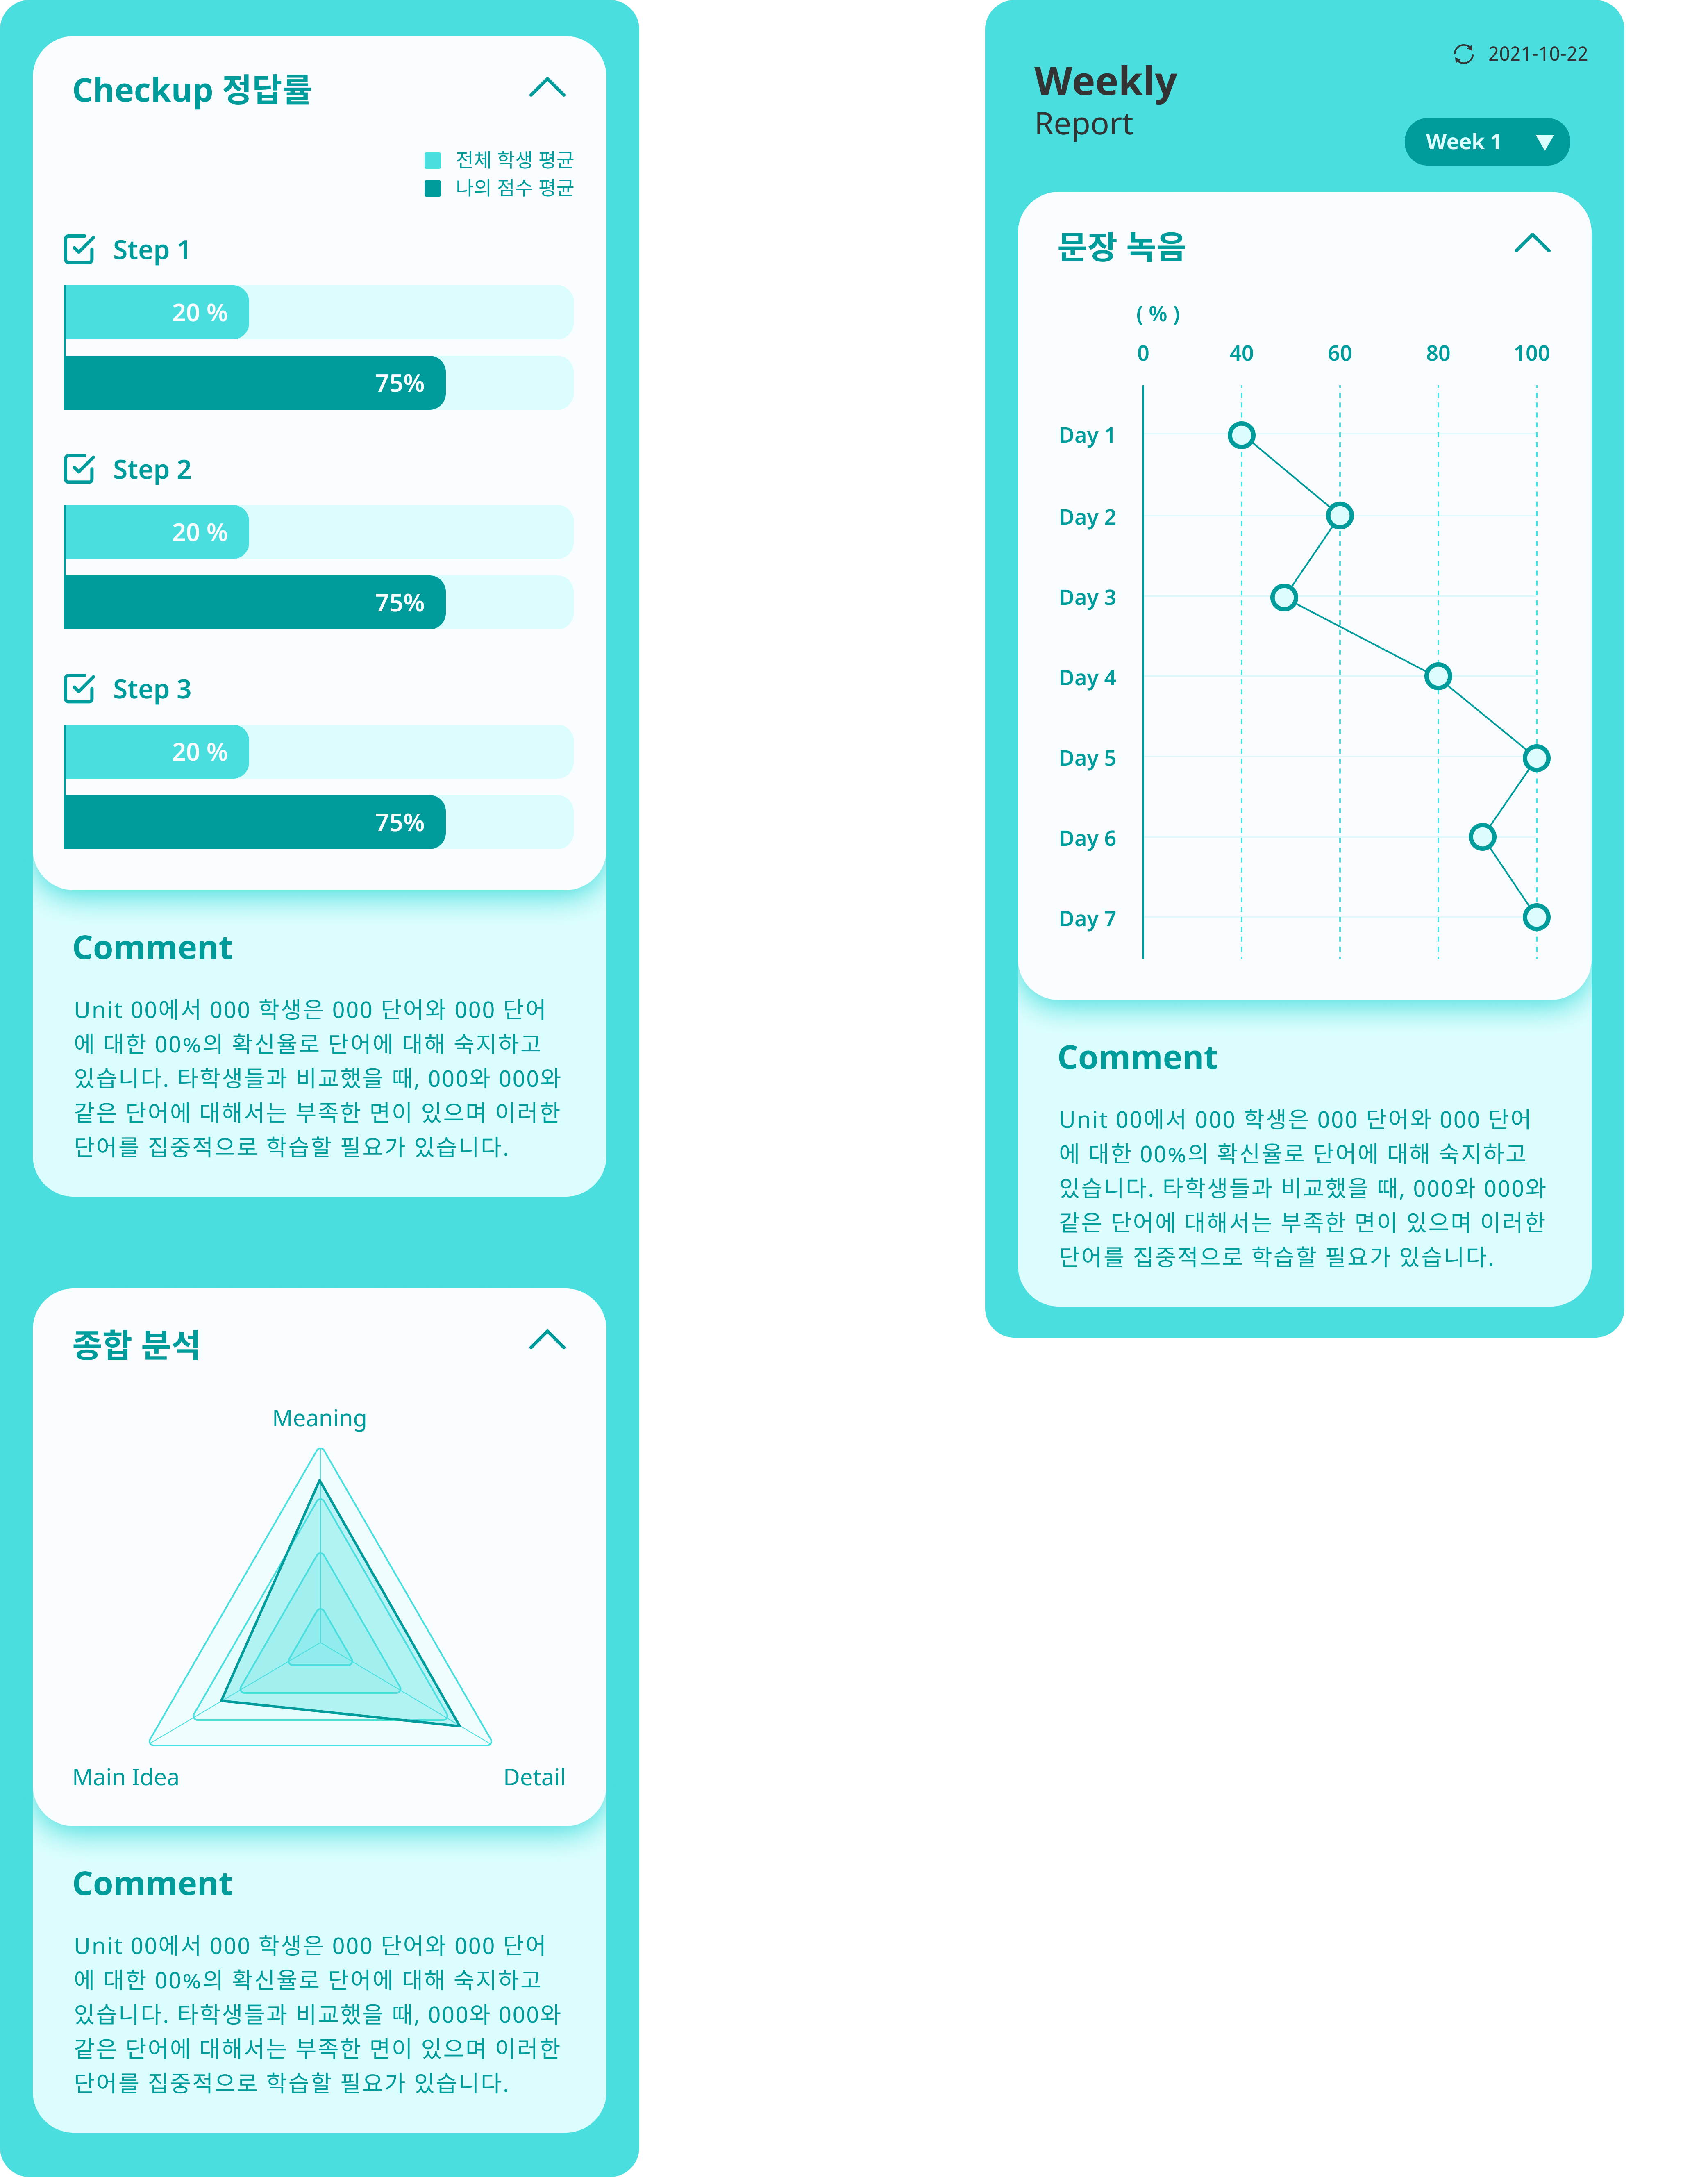 Checkup 정답률
전체 학생 평균
나의 점수 평균
Step 1
20 %
75%
Step 2
20 %
75%
Step 3
20 %
75%
Comment
Unit 00에서 000 학생은 000 단어와 000 단어
에 대한 00%의 확신율로 단어에 대해 숙지하고
있습니다. 타학생들과 비교했을 때, 000와 000와
같은 단어에 대해서는 부족한 면이 있으며 이러한
단어를 집중적으로 학습할 필요가 있습니다.
종합 분석
Meaning
Main Idea Detail
Comment
Unit 00에서 000 학생은 000 단어와 000 단어
에 대한 00%의 확신율로 단어에 대해 숙지하고
있습니다. 타학생들과 비교했을 때, 000와 000와
같은 단어에 대해서는 부족한 면이 있으며 이러한
단어를 집중적으로 학습할 필요가 있습니다.
2021-10-22
Weekly
Report
Week 1
문장 녹음
( % )
0 40 60 80 100
Day 1
Day 2
Day 3
Day 4
Day 5
Day 6
Day 7
Comment
Unit 00에서 000 학생은 000 단어와 000 단어
에 대한 00%의 확신율로 단어에 대해 숙지하고
있습니다. 타학생들과 비교했을 때, 000와 000와
같은 단어에 대해서는 부족한 면이 있으며 이러한
단어를 집중적으로 학습할 필요가 있습니다.